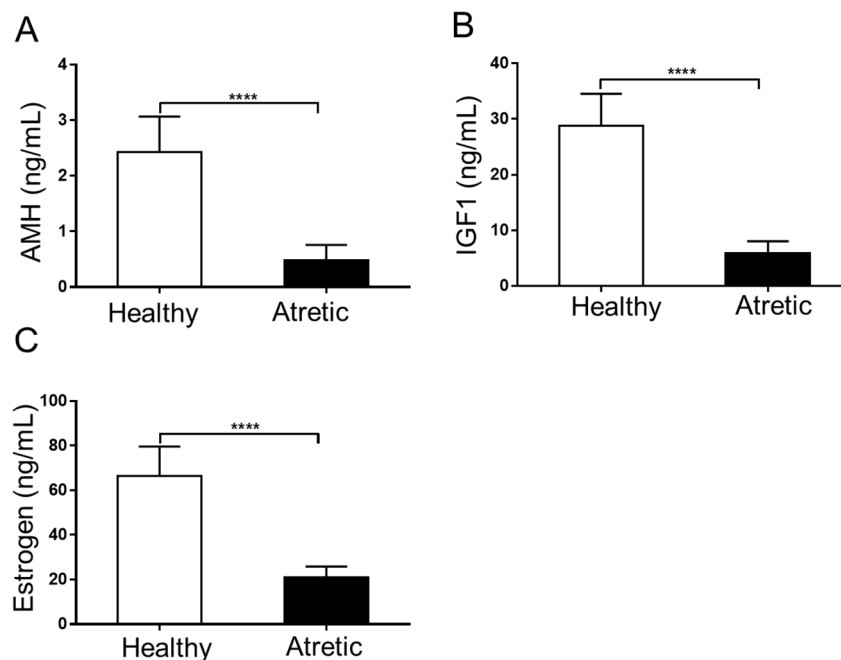 A
AMH (ng/mL)
4
3
2
1
0
****
Healthy Atretic
B
IGF1 (ng/mL)
40
30
20
10
0
****
Healthy Atretic
C
Estrogen (ng/mL)
100
80
60
40
20
0
****
Healthy Atretic